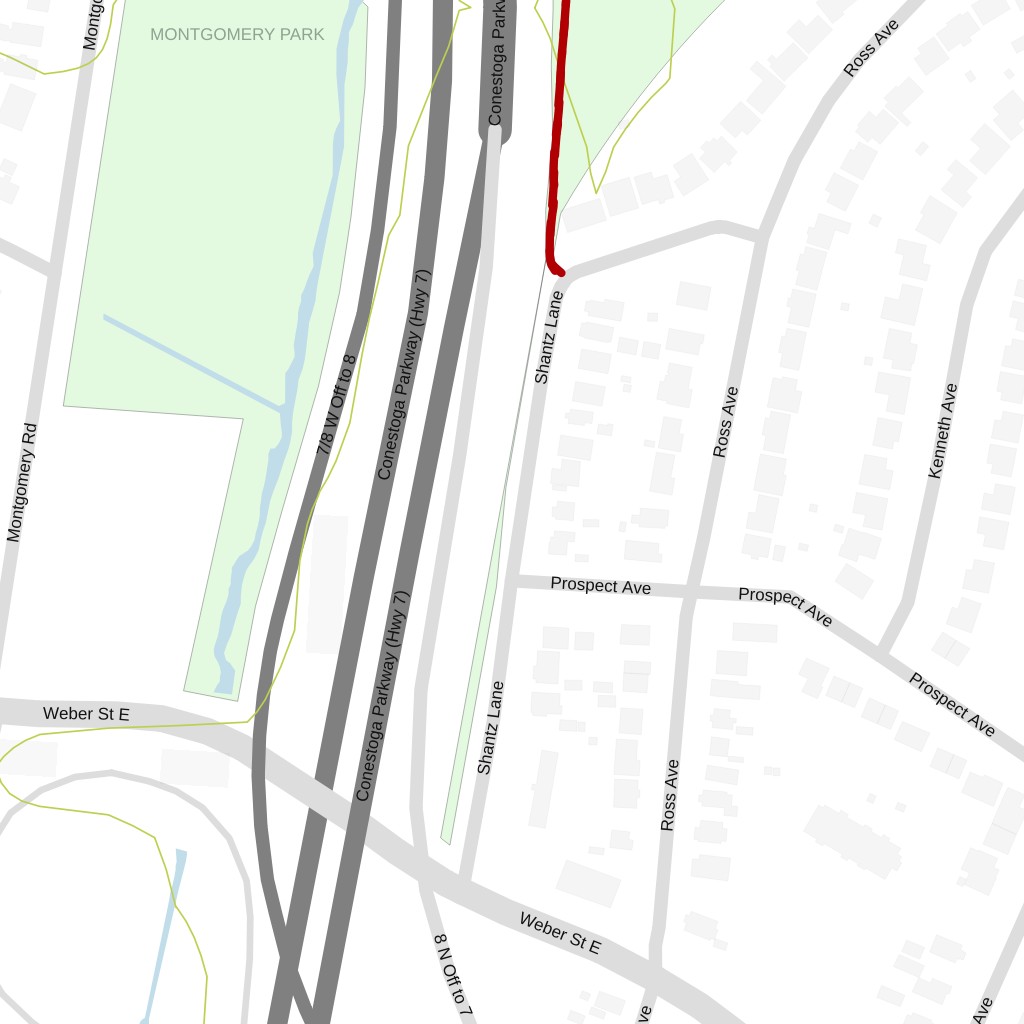 Montgo
MONTGOMERY PARK
Conestoga Parkw
Ross Ave
Shantz Lane
Conestoga Parkway (Hwy 7)
7/8 W Off to 8
Ross Ave
Kenneth Ave
Montgomery Rd
Prospect Ave
Prospect Ave
Conestoga Parkway (Hwy 7)
Prospect Ave
Weber St E
Shantz Lane
Ross Ave
Weber St E
8 N Off to 7
ve
Ave